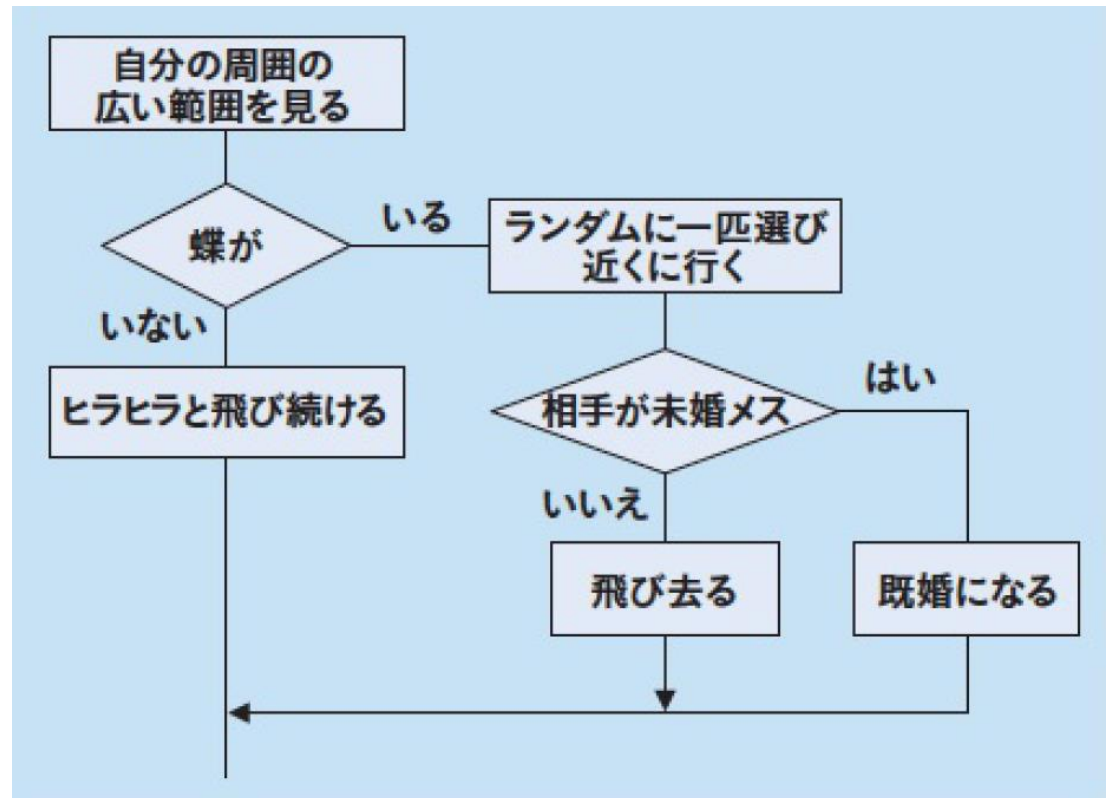 自分の周囲の
広い範囲を見る
蝶が
いる
ランダムに一匹選び
近くに行く
いない
ヒラヒラと飛び続ける
相手が未婚メス
はい
いいえ
飛び去る
既婚になる